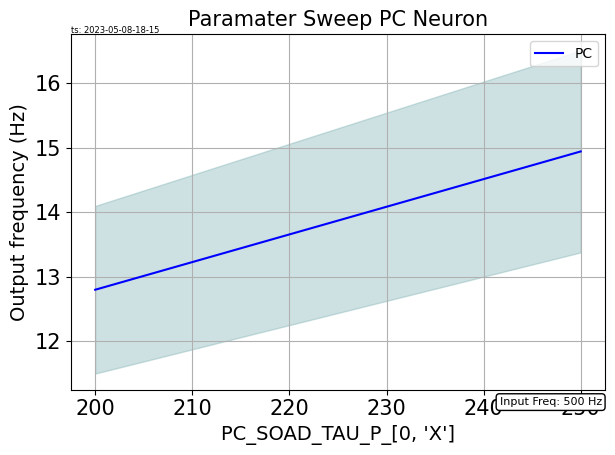 Paramater Sweep PC Neuron
ts: 2023-05-08-18-15
PC
16
15
14
13
12
Output frequency (Hz)
Input Freq: 500 Hz
200 210 220 230 240 250
PC_SOAD_TAU_P_[0, 'X']